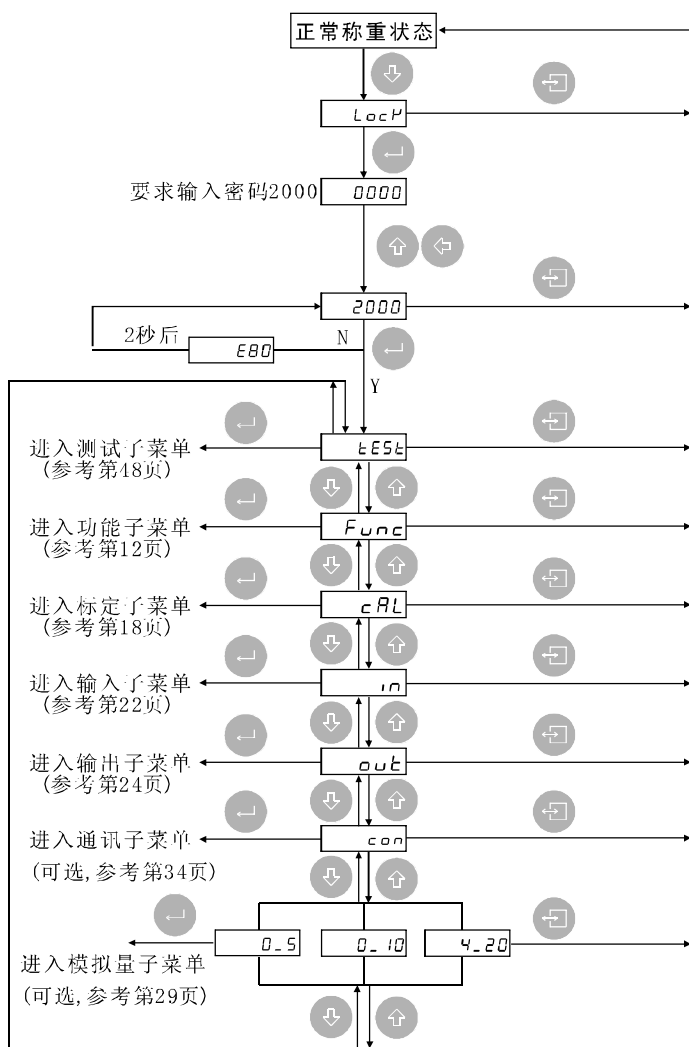 正常称重状态
LocK
要求输入密码2000
0000
2000
2秒后
E80
N
Y
进入测试子菜单
(参考第48页)
tESt
进入功能子菜单
(参考第12页)
Func
进入标定子菜单
(参考第18页)
cAL
进入输入子菜单
(参考第22页)
in
进入输出子菜单
(参考第24页)
out
进入通讯子菜单
(可选,参考第34页)
con
0_5
0_10
4_20
进入模拟量子菜单
(可选,参考第29页)